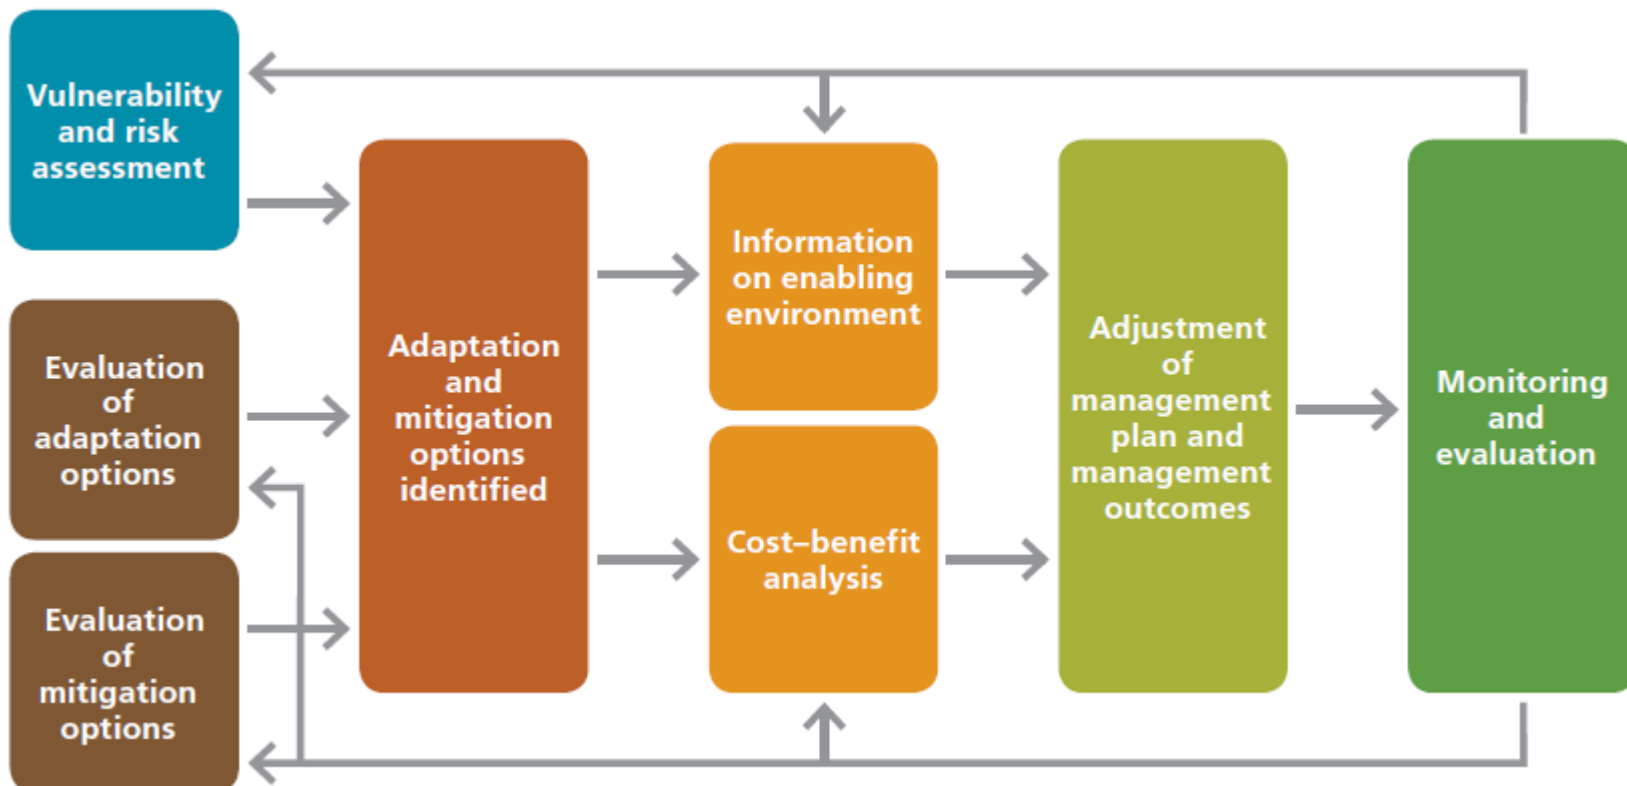 Vulnerability
and risk
assessment
Evaluation
of
adaptation
options
Evaluation
of
mitigation
options
Adaptation
and
mitigation
options
identified
Information
on enabling
environment
Cost–benefit
analysis
Adjustment
of
management
plan and
management
outcomes
Monitoring
and
evaluation